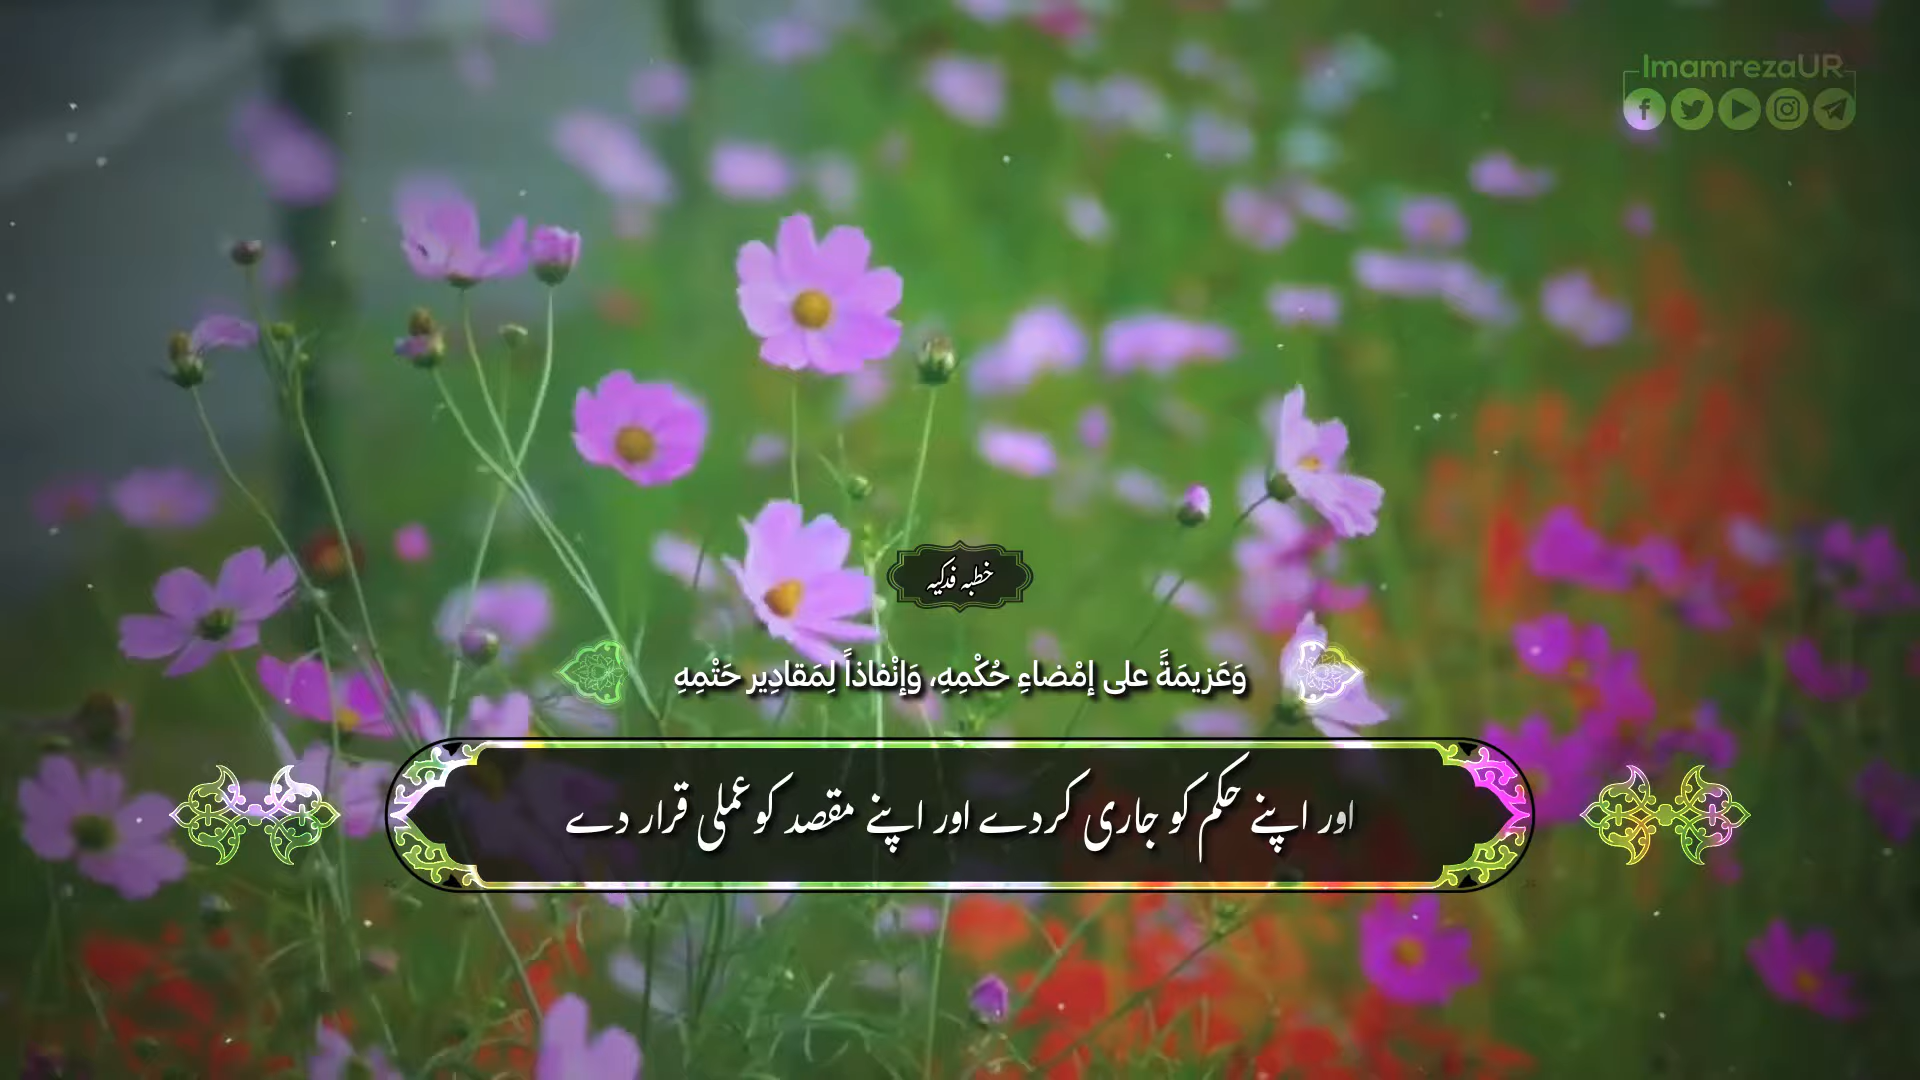 ImamrezaUR
خطبہ فدکیہ
وَعَزيمَةً على إمْضاءِ حُكْمِهِ، وَإنْفاذاً لِمَقادِير حَتْمِهِ
اور اپنے حکم کو جاری کردے اور اپنے مقصد کو عملی قرار دے